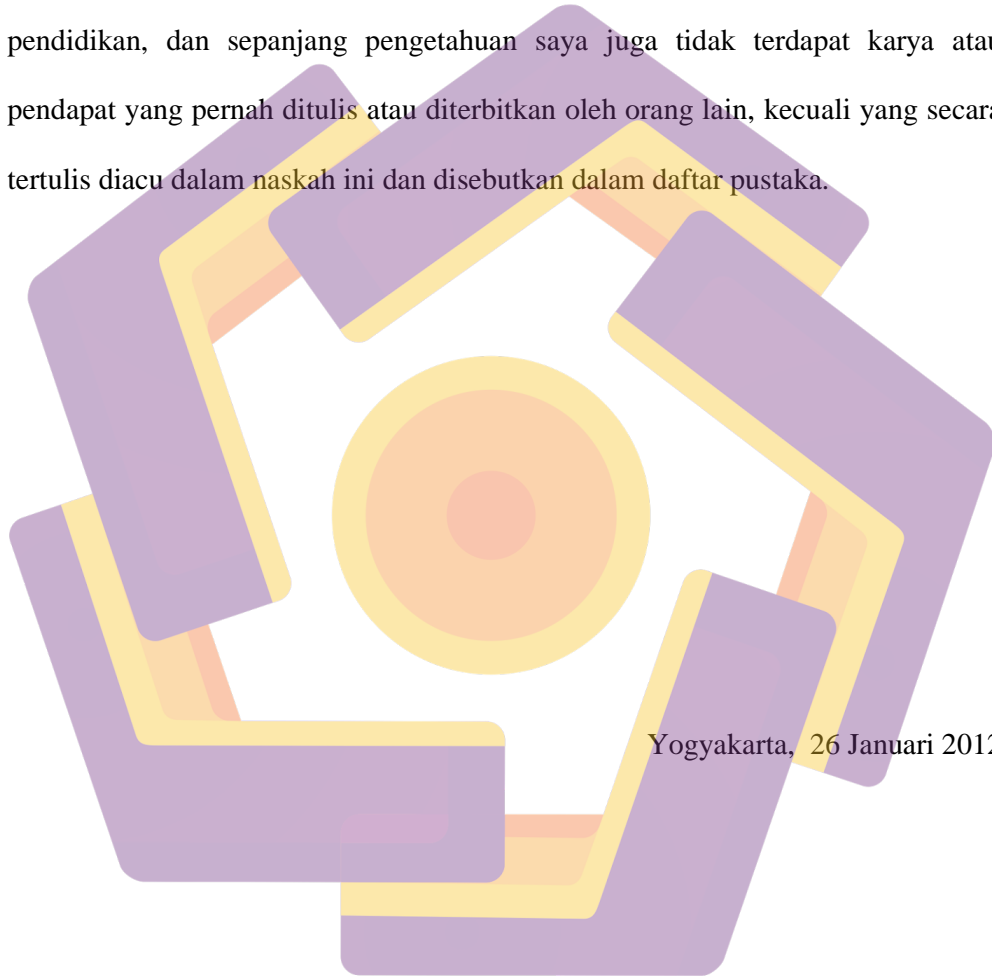 pendidikan, dan sepanjang pengetahuan saya juga tidak terdapat karya atau
pendapat yang pernah ditulis atau diterbitkan oleh orang lain, kecuali yang secara
tertulis diacu dalam naskah ini dan disebutkan dalam daftar pustaka.
Yogyakarta, 26 Januari 2012